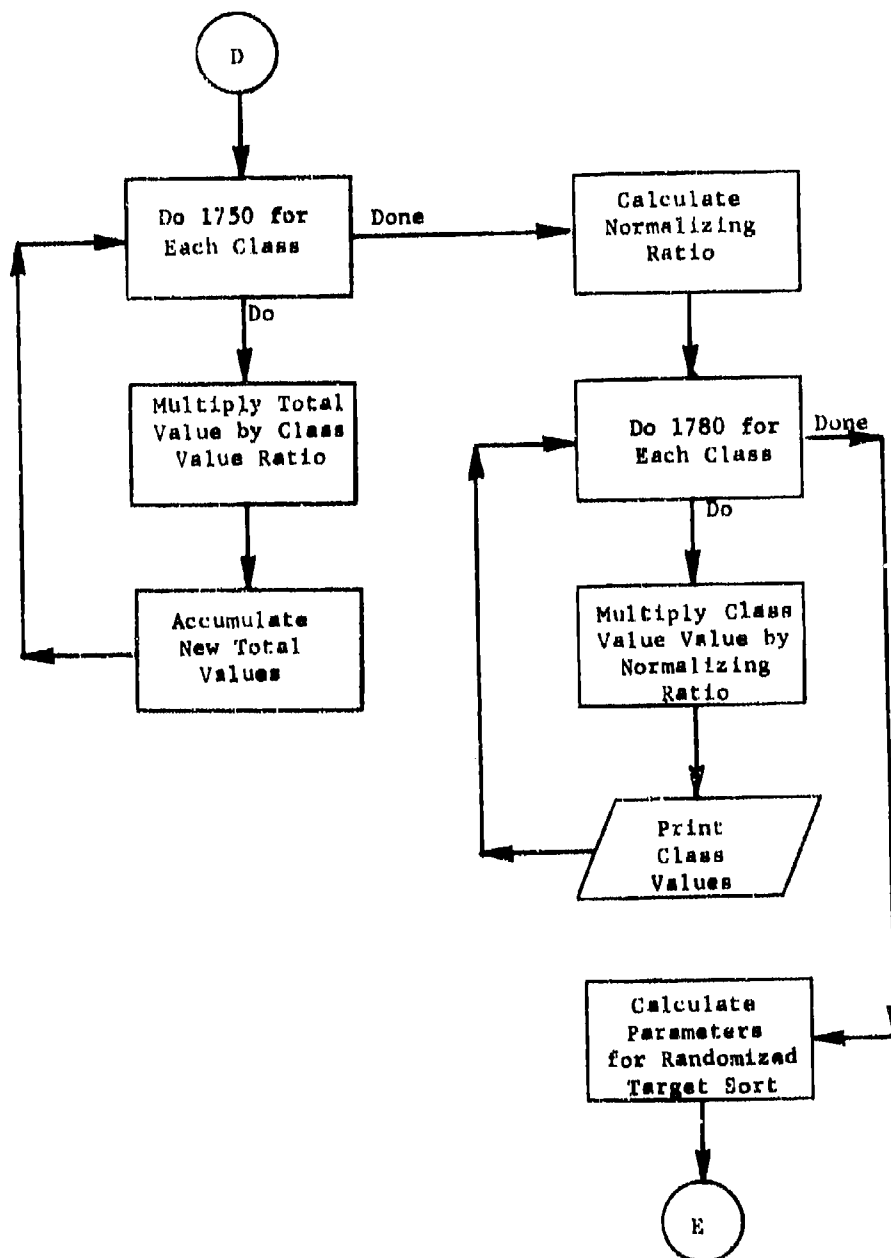 D
Do 1750 for
Each Class
Done
Do
Multiply Total
Value by Class
Value Ratio
Accumulate
New Total
Values
Calculate
Normalizing
Ratio
Do 1780 for
Each Class
Done
Do
Multiply Class
Value Value by
Normalizing
Ratio
Print
Class
Values
Calculate
Parameters
for Randomized
Target Sort
E